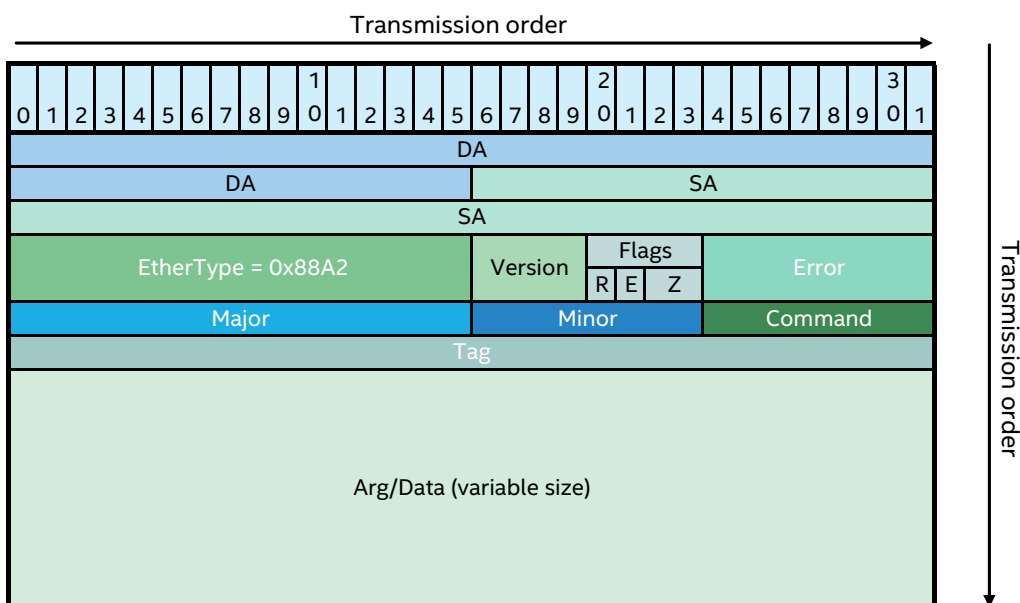 Transmission order
1 2 3
0 1 2 3 4 5 6 7 8 9 0 1 2 3 4 5 6 7 8 9 0 1 2 3 4 5 6 7 8 9 0 1
DA
DA SA
SA
EtherType = 0x88A2 Version Flags Error
R E Z
Major Minor Command
Tag
Arg/Data (variable size)
Transmission order